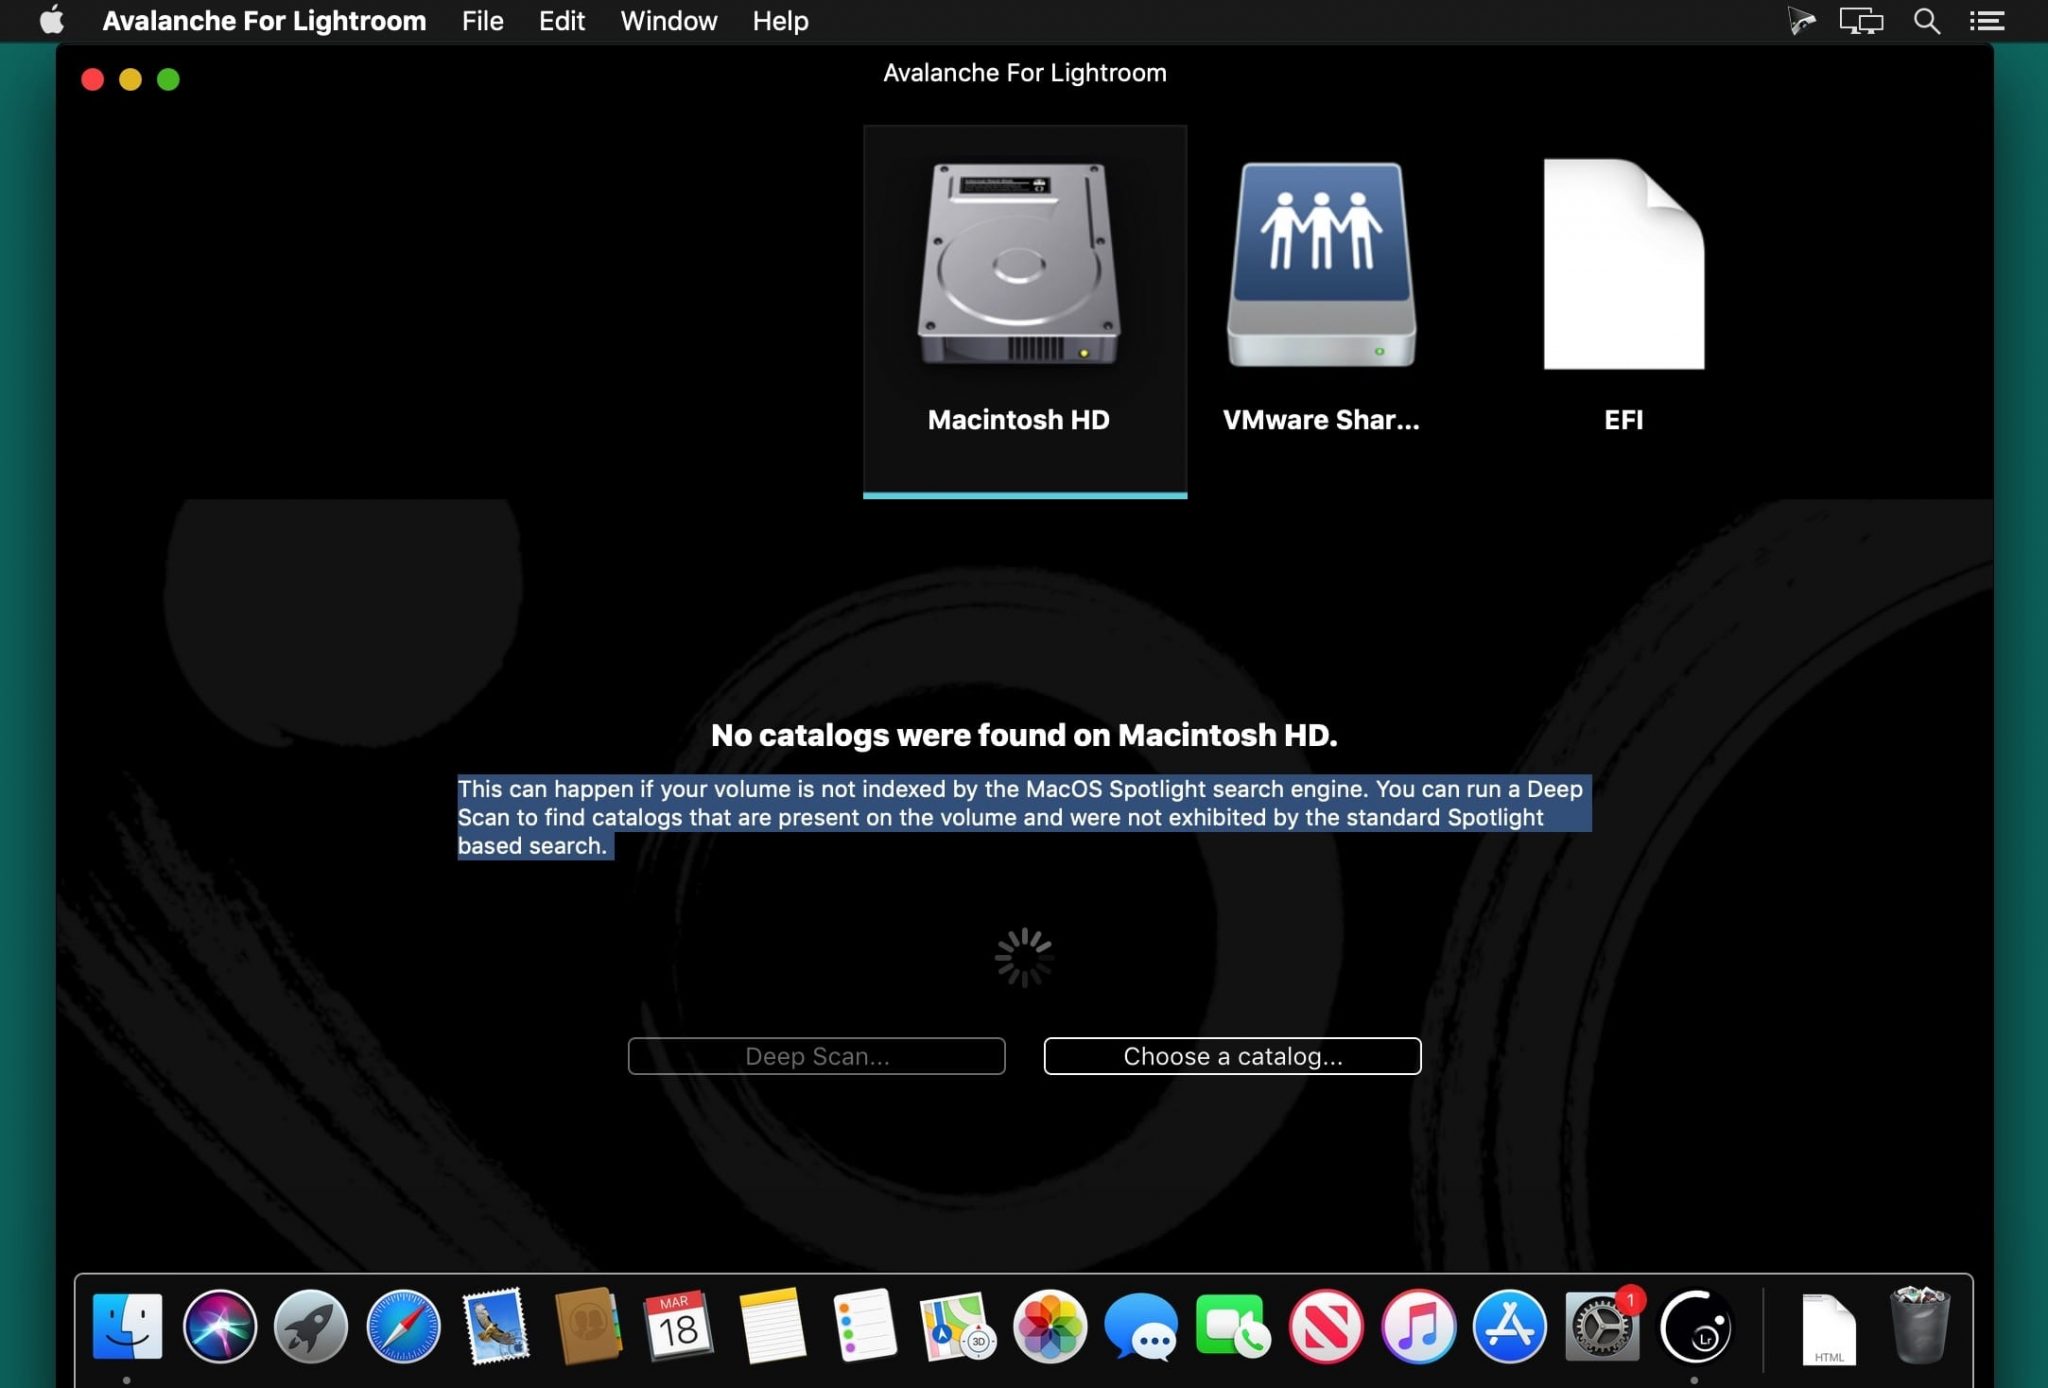 Avalanche For Lightroom File Edit Window Help
Avalanche For Lightroom
Macintosh HD
VMware Shar...
EFI
No catalogs were found on Macintosh HD.
This can happen if your volume is not indexed by the MacOS Spotlight search engine. You can run a Deep
Scan to find catalogs that are present on the volume and were not exhibited by the standard Spotlight
based search.
Deep Scan...
Choose a catalog...
MAR
18
3D
1
Lr
HTML